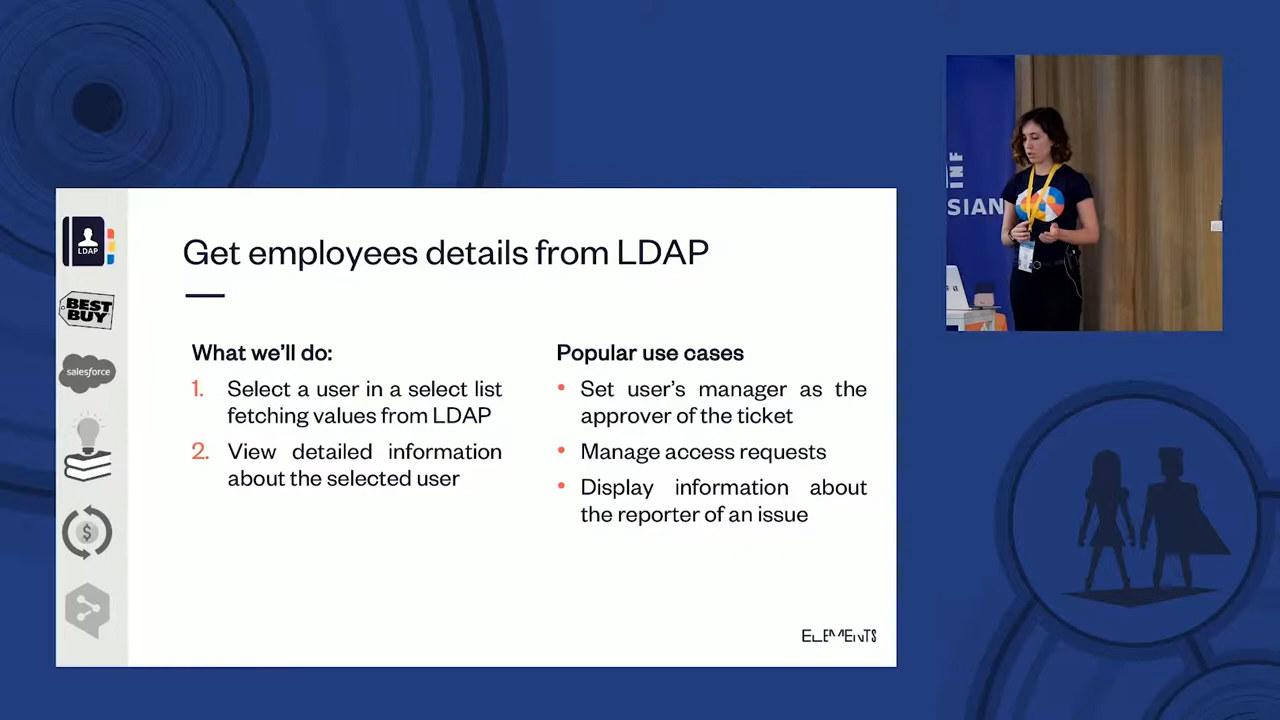 LDAP
BEST
BUY
salesforce
$
Get employees details from LDAP
What we'll do:
1. Select a user in a select list
fetching values from LDAP
2. View detailed information
about the selected user
Popular use cases
• Set user's manager as the
approver of the ticket
• Manage access requests
• Display information about
the reporter of an issue
ELEMENTS
INF
SIAN